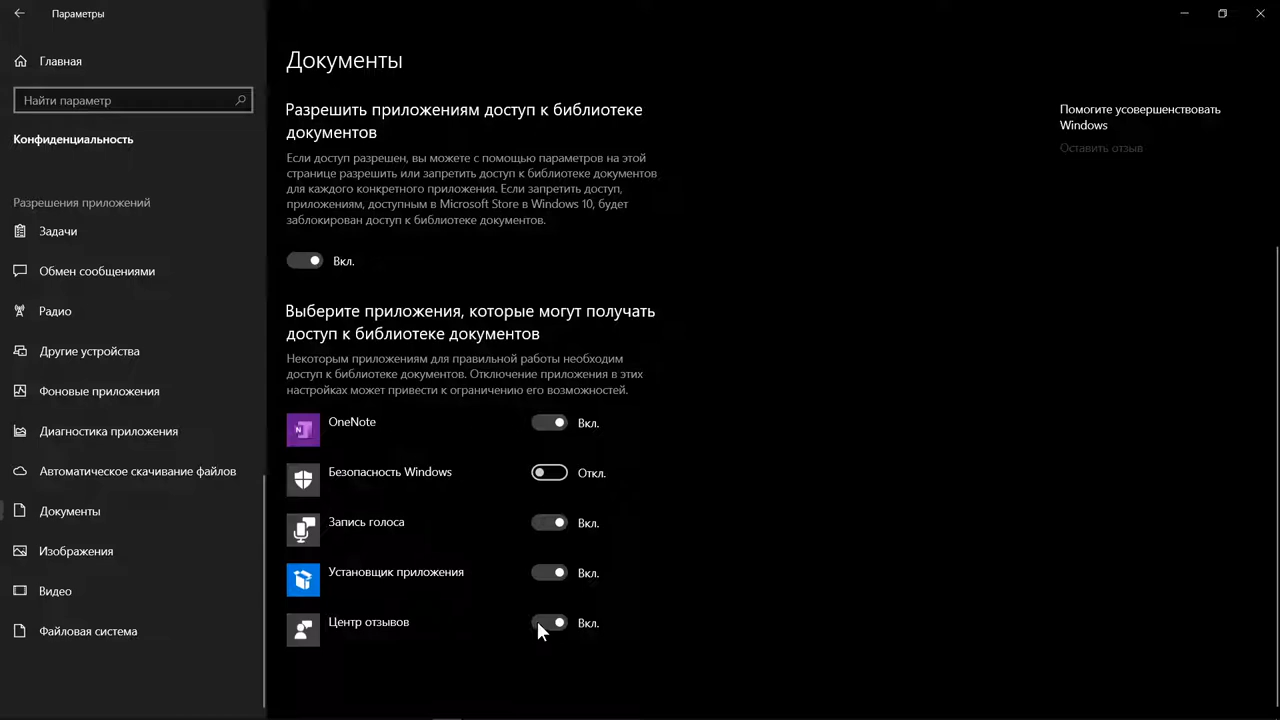 Параметры
Главная
Найти параметр
Конфиденциальность
Разрешения приложений
Задачи
Обмен сообщениями
Радио
Другие устройства
Фоновые приложения
Диагностика приложения
Автоматическое скачивание файлов
Документы
Изображения
Видео
Файловая система
Документы
Разрешить приложениям доступ к библиотеке
документов
Если доступ разрешен, вы можете с помощью параметров на этой
странице разрешить или запретить доступ к библиотеке документов
для каждого конкретного приложения. Если запретить доступ,
приложениям, доступным в Microsoft Store в Windows 10, будет
заблокирован доступ к библиотеке документов.
Вкл.
Выберите приложения, которые могут получать
доступ к библиотеке документов
Некоторым приложениям для правильной работы необходим
доступ к библиотеке документов. Отключение приложения в этих
настройках может привести к ограничению его возможностей.
OneNote Вкл.
Безопасность Windows Откл.
Запись голоса Вкл.
Установщик приложения Вкл.
Центр отзывов Вкл.
Помогите усовершенствовать
Windows
Оставить отзыв